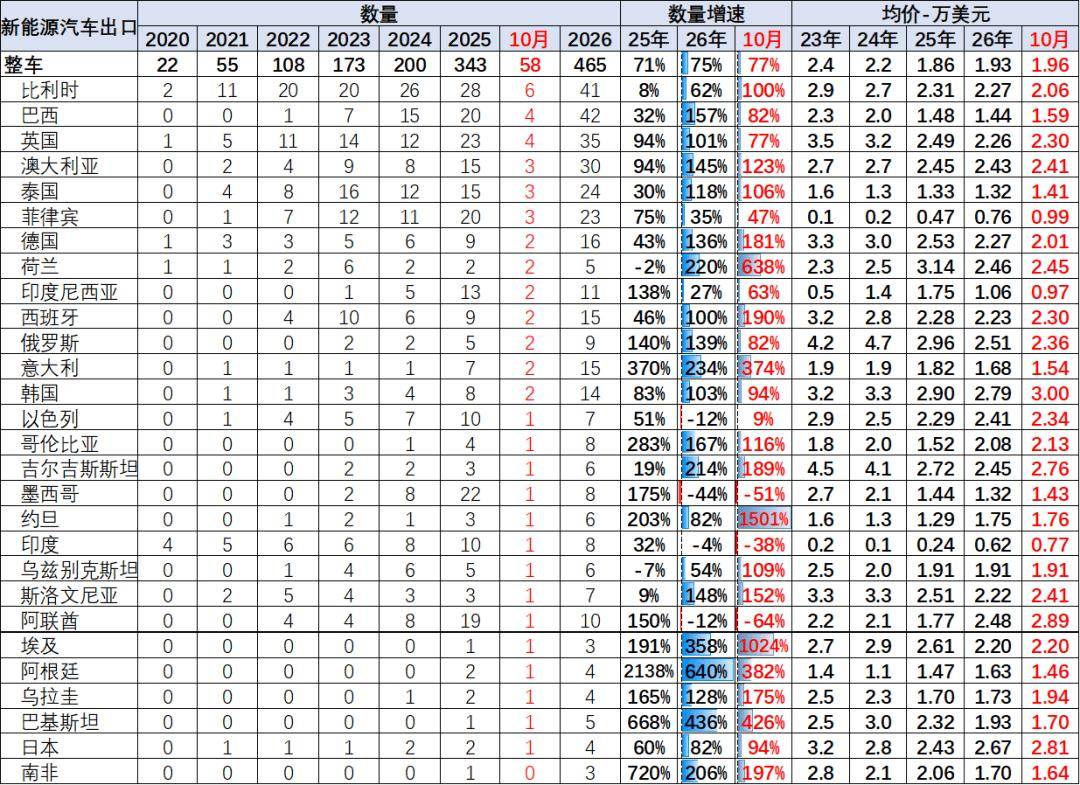 新能源汽车出口 数量 数量增速 均价-万美元
2020 2021 2022 2023 2024 2025 10月 2026 25年 26年 10月 23年 24年 25年 26年 10月
整车 22 55 108 173 200 343 58 465 71% 75% 77% 2.4 2.2 1.86 1.93 1.96
比利时 2 11 20 20 26 28 6 41 8% 62% 100% 2.9 2.7 2.31 2.27 2.06
巴西 0 0 1 7 15 20 4 42 32% 157% 82% 2.3 2.0 1.48 1.44 1.59
英国 1 5 11 14 12 23 4 35 94% 101% 77% 3.5 3.2 2.49 2.26 2.30
澳大利亚 0 2 4 9 8 15 3 30 94% 145% 123% 2.7 2.7 2.45 2.43 2.41
泰国 0 4 8 16 12 15 3 24 30% 118% 106% 1.6 1.3 1.33 1.32 1.41
菲律宾 0 1 7 12 11 20 3 23 75% 35% 47% 0.1 0.2 0.47 0.76 0.99
德国 1 3 3 5 6 9 2 16 43% 136% 181% 3.3 3.0 2.53 2.27 2.01
荷兰 1 1 2 6 2 2 2 5 -2% 220% 638% 2.3 2.5 3.14 2.46 2.45
印度尼西亚 0 0 0 1 5 13 2 11 138% 27% 63% 0.5 1.4 1.75 1.06 0.97
西班牙 0 0 4 10 6 9 2 15 46% 100% 190% 3.2 2.8 2.28 2.23 2.30
俄罗斯 0 0 0 2 2 5 2 9 140% 139% 82% 4.2 4.7 2.96 2.51 2.36
意大利 0 1 1 1 1 7 2 15 370% 234% 374% 1.9 1.9 1.82 1.68 1.54
韩国 0 1 1 3 4 8 2 14 83% 103% 94% 3.2 3.3 2.90 2.79 3.00
以色列 0 1 4 5 7 10 1 7 51% -12% 9% 2.9 2.5 2.29 2.41 2.34
哥伦比亚 0 0 0 0 1 4 1 8 283% 167% 116% 1.8 2.0 1.52 2.08 2.13
吉尔吉斯斯坦 0 0 0 2 2 3 1 6 19% 214% 189% 4.5 4.1 2.72 2.45 2.76
墨西哥 0 0 0 2 8 22 1 8 175% -44% -51% 2.7 2.1 1.44 1.32 1.43
约旦 0 0 1 2 1 3 1 6 203% 82% 1501% 1.6 1.3 1.29 1.75 1.76
印度 4 5 6 6 8 10 1 8 32% -4% -38% 0.2 0.1 0.24 0.62 0.77
乌兹别克斯坦 0 0 1 4 6 5 1 6 -7% 54% 109% 2.5 2.0 1.91 1.91 1.91
斯洛文尼亚 0 2 5 4 3 3 1 7 9% 148% 152% 3.3 3.3 2.51 2.22 2.41
阿联酋 0 0 4 4 8 19 1 10 150% -12% -64% 2.2 2.1 1.77 2.48 2.89
埃及 0 0 0 0 0 1 1 3 191% 358% 1024% 2.7 2.9 2.61 2.20 2.20
阿根廷 0 0 0 0 0 2 1 4 2138% 640% 382% 1.4 1.1 1.47 1.63 1.46
乌拉圭 0 0 0 0 1 2 1 4 165% 128% 175% 2.5 2.3 1.70 1.73 1.94
巴基斯坦 0 0 0 0 0 1 1 5 668% 436% 426% 2.5 3.0 2.32 1.93 1.70
日本 0 1 1 1 2 2 1 4 60% 82% 94% 3.2 2.8 2.43 2.67 2.81
南非 0 0 0 0 0 1 0 3 720% 206% 197% 2.8 2.1 2.06 1.70 1.64